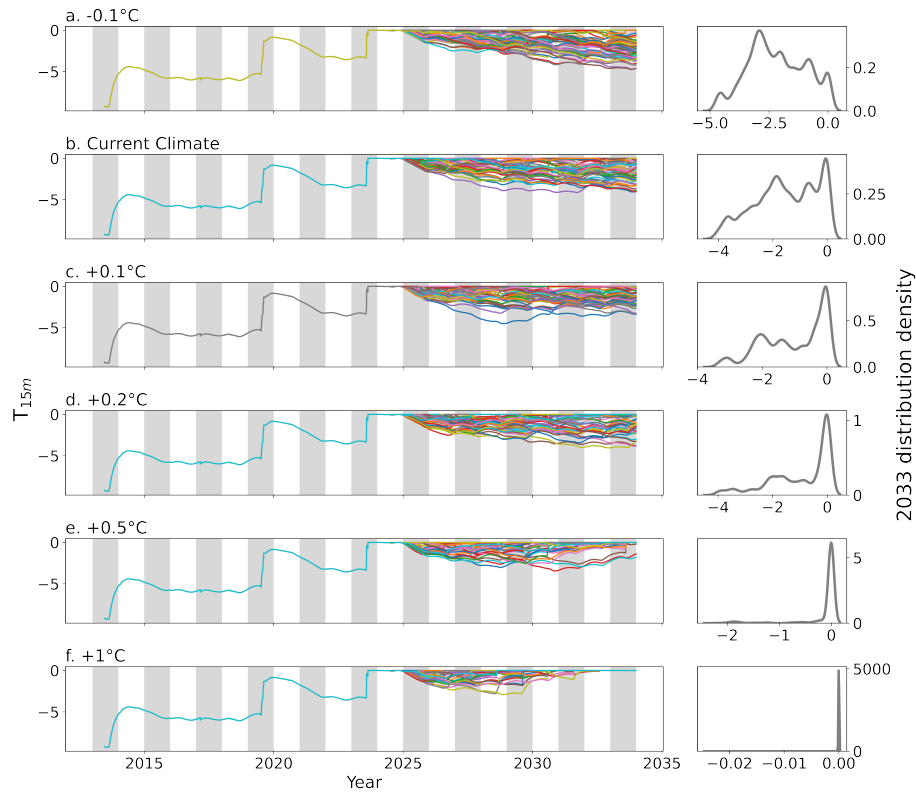 a. -0.1°C
0
−5
0.2
0.0
−5.0 −2.5 0.0
b. Current Climate
0
−5
0.25
0.00
−4 −2 0
c. +0.1°C
0
−5
0.5
0.0
−4 −2 0
d. +0.2°C
0
−5
1
0
−4 −2 0
e. +0.5°C
0
−5
5
0
−2 −1 0
f. +1°C
0
−5
5000
0
−0.02 −0.01 0.00
2015 2020 2025 2030 2035
Year
T15m
2033 distribution density